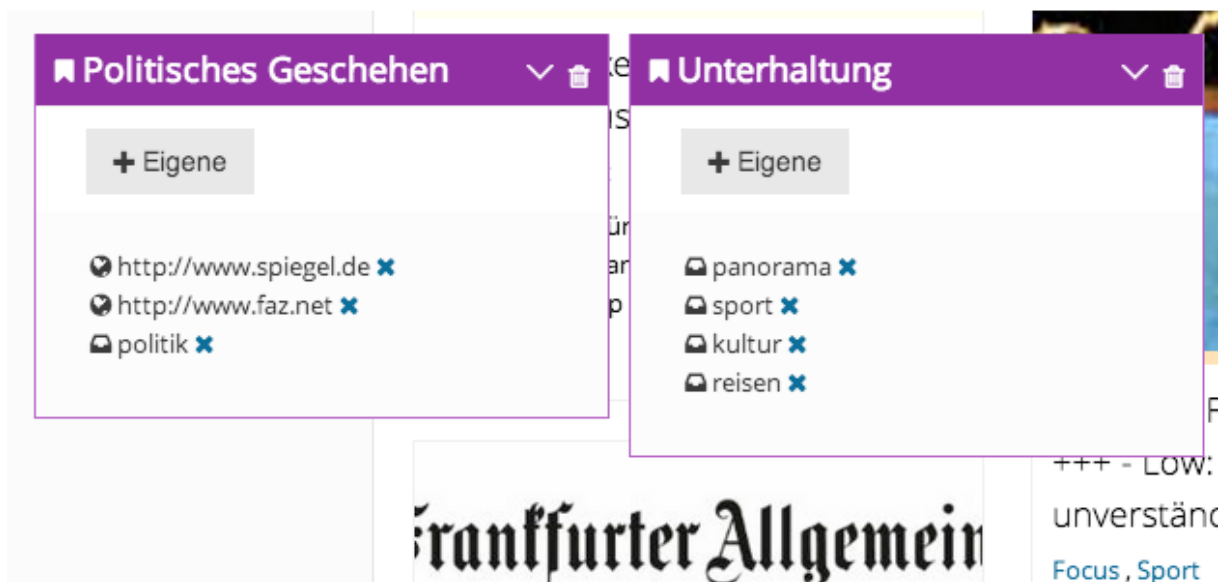 Politisches Geschehen
+ Eigene
http://www.spiegel.de
http://www.faz.net
politik
Unterhaltung
+ Eigene
panorama
sport
kultur
reisen
Frankfurter Allgemein
+++ - Low:
Focus , Sport